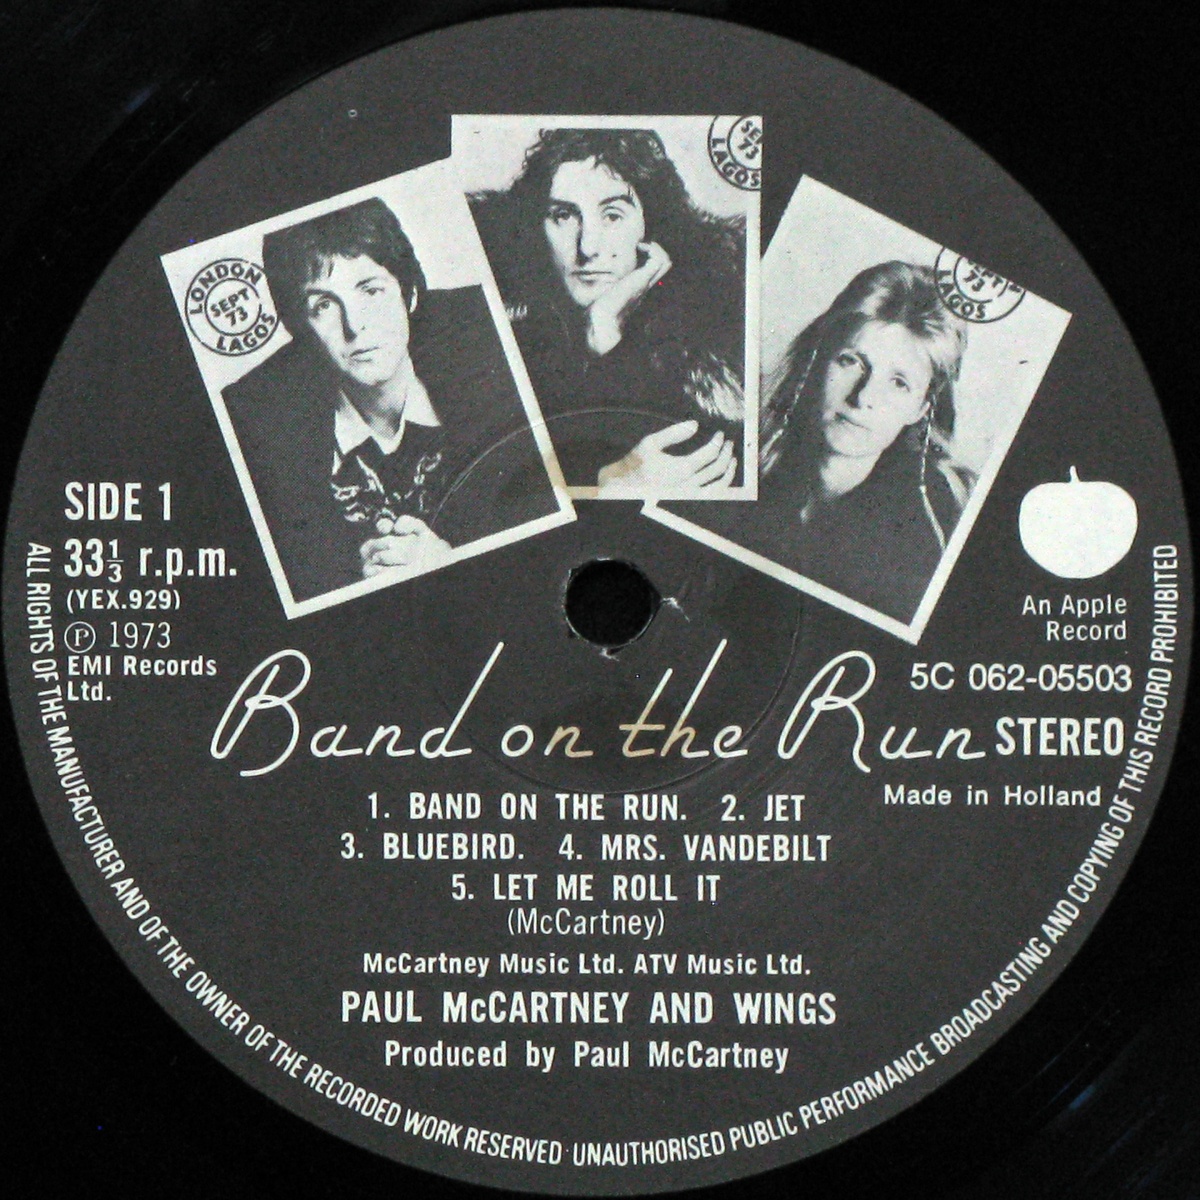 LONDON
SEPT
73
LAGOS
SE
73
LAGOS
SEPT
73
LAGOS
SIDE 1
33⅓ r.p.m.
(YEX.929)
Ⓟ 1973
EMI Records
Ltd.
An Apple
Record
5C 062-05503
Band on the Run STEREO
Made in Holland
1. BAND ON THE RUN. 2. JET
3. BLUEBIRD. 4. MRS. VANDEBILT
5. LET ME ROLL IT
(McCartney)
McCartney Music Ltd. ATV Music Ltd.
PAUL McCARTNEY AND WINGS
Produced by Paul McCartney
ALL RIGHTS OF THE MANUFACTURER AND OF THE OWNER OF THE RECORDED WORK RESERVED · UNAUTHORISED PUBLIC PERFORMANCE BROADCASTING AND COPYING OF THIS RECORD PROHIBITED